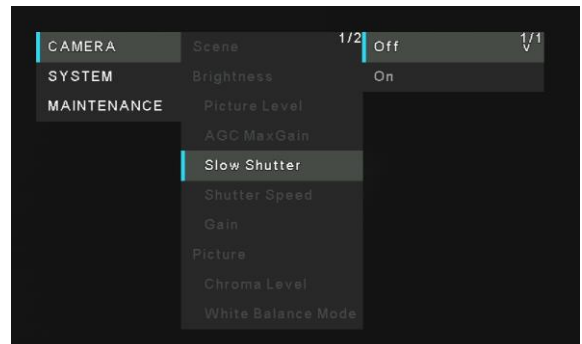 CAMERA
SYSTEM
MAINTENANCE
Scene 1/2
Brightness
Picture Level
AGC MaxGain
Slow Shutter
Shutter Speed
Gain
Picture
Chroma Level
White Balance Mode
Off 1/1
On